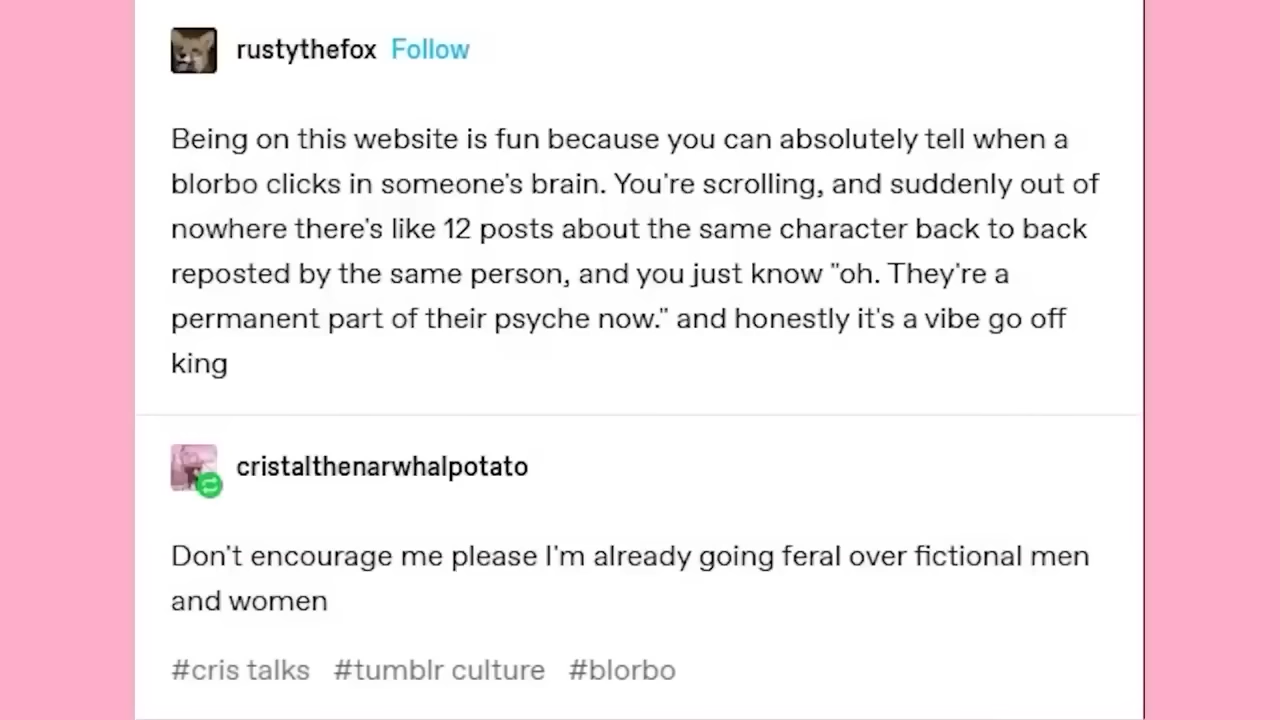 rustythefox Follow
Being on this website is fun because you can absolutely tell when a
blorbo clicks in someone's brain. You're scrolling, and suddenly out of
nowhere there's like 12 posts about the same character back to back
reposted by the same person, and you just know "oh. They're a
permanent part of their psyche now." and honestly it's a vibe go off
king
cristalthenarwhalpotato
Don't encourage me please I'm already going feral over fictional men
and women
#cris talks #tumblr culture #blorbo